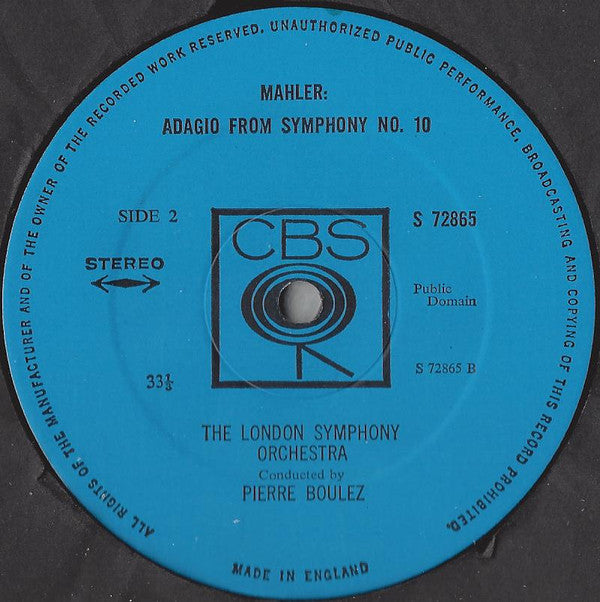 ALL RIGHTS OF THE MANUFACTURER AND OF THE OWNER OF THE RECORDED WORK RESERVED. UNAUTHORIZED PUBLIC PERFORMANCE, BROADCASTING AND COPYING OF THIS RECORD PROHIBITED.
MAHLER:
ADAGIO FROM SYMPHONY NO. 10
SIDE 2
S 72865
CBS
STEREO
Public
Domain
33⅓
S 72865 B
THE LONDON SYMPHONY
ORCHESTRA
Conducted by
PIERRE BOULEZ
MADE IN ENGLAND